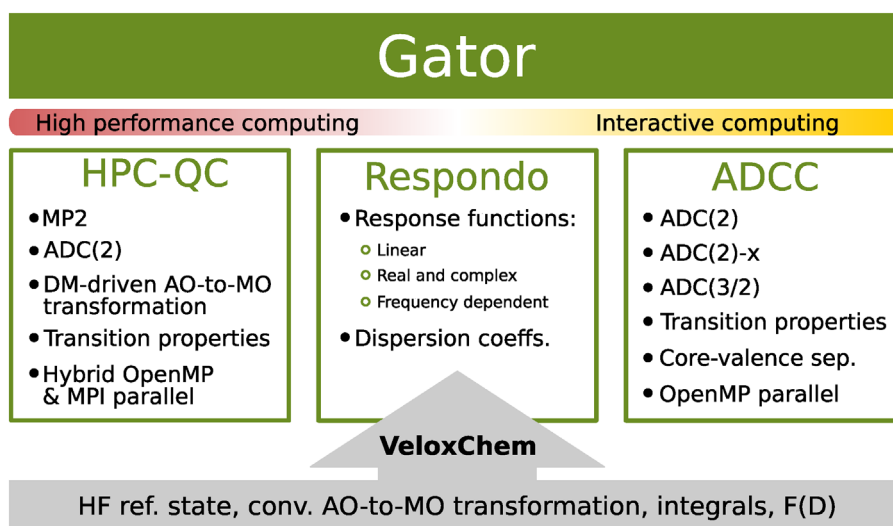 Gator
High performance computing
Interactive computing
HPC-QC
•MP2
•ADC(2)
•DM-driven AO-to-MO
transformation
•Transition properties
•Hybrid OpenMP
& MPI parallel
Respondo
•Response functions:
Linear
Real and complex
Frequency dependent
•Dispersion coeffs.
ADCC
•ADC(2)
•ADC(2)-x
•ADC(3/2)
•Transition properties
•Core-valence sep.
•OpenMP parallel
VeloxChem
HF ref. state, conv. AO-to-MO transformation, integrals, F(D)